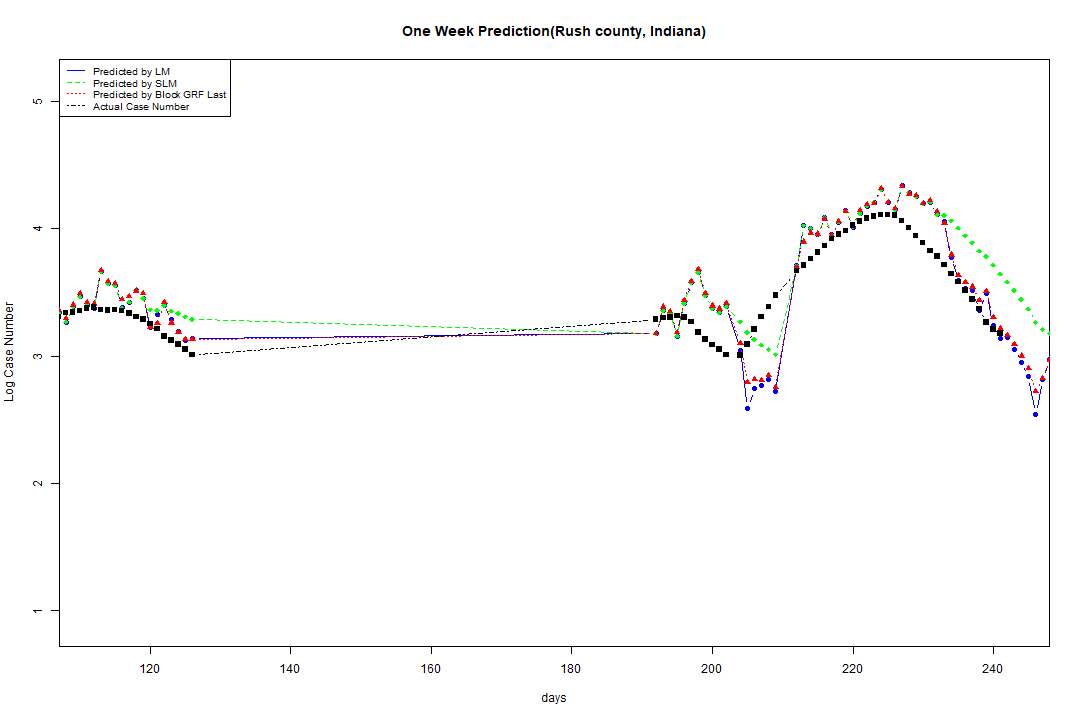 One Week Prediction(Rush county, Indiana)
Predicted by LM
Predicted by SLM
Predicted by Block GRF Last
Actual Case Number
5
4
3
2
1
Log Case Number
120 140 160 180 200 220 240
days